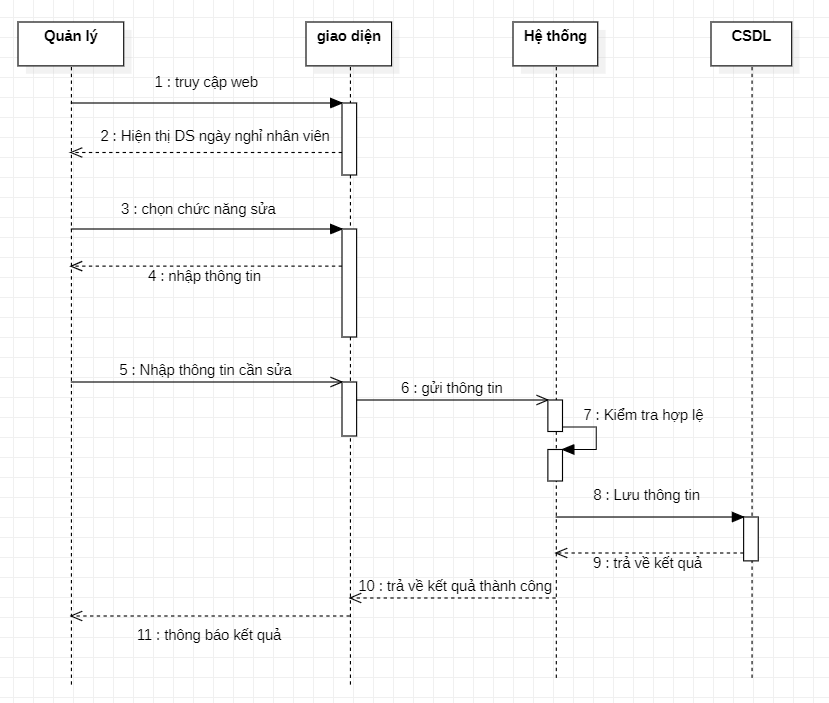 Quản lý
giao diện
Hệ thống
CSDL
1 : truy cập web
2 : Hiện thị DS ngày nghỉ nhân viên
3 : chọn chức năng sửa
4 : nhập thông tin
5 : Nhập thông tin cần sửa
6 : gửi thông tin
7 : Kiểm tra hợp lệ
8 : Lưu thông tin
9 : trả về kết quả
10 : trả về kết quả thành công
11 : thông báo kết quả